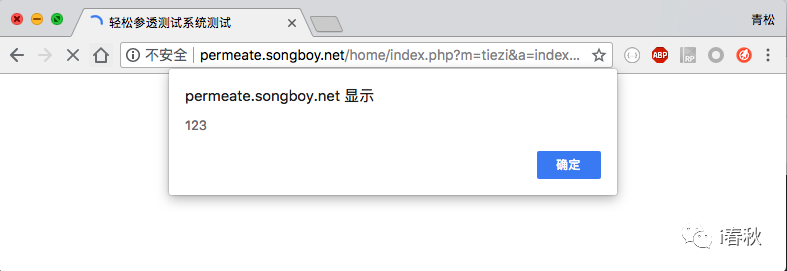 轻松参透测试系统测试
青松
不安全 permeate.songboy.net/home/index.php?m=tiezi&a=index...
ABP
RP
permeate.songboy.net 显示
123
确定
i春秋